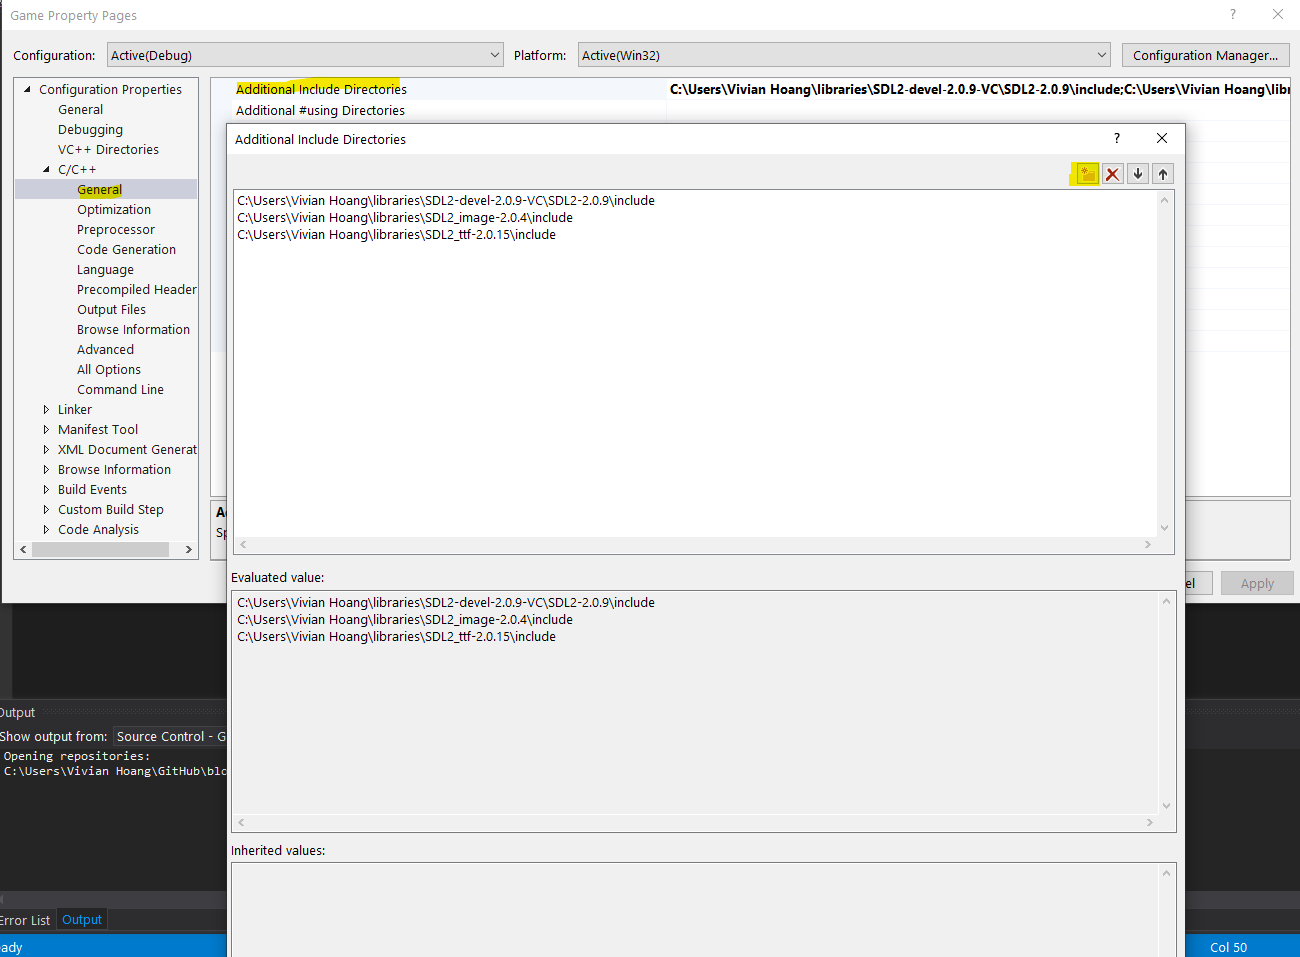 Game Property Pages
?
Configuration:
Active(Debug)
Platform:
Active(Win32)
Configuration Manager...
Configuration Properties
General
Debugging
VC++ Directories
C/C++
General
Optimization
Preprocessor
Code Generation
Language
Precompiled Header
Output Files
Browse Information
Advanced
All Options
Command Line
Linker
Manifest Tool
XML Document Generat
Browse Information
Build Events
Custom Build Step
Code Analysis
Additional Include Directories
C:\Users\Vivian Hoang\libraries\SDL2-devel-2.0.9-VC\SDL2-2.0.9\include;C:\Users\Vivian Hoang\libr
Additional #using Directories
Additional Include Directories
?
C:\Users\Vivian Hoang\libraries\SDL2-devel-2.0.9-VC\SDL2-2.0.9\include
C:\Users\Vivian Hoang\libraries\SDL2_image-2.0.4\include
C:\Users\Vivian Hoang\libraries\SDL2_ttf-2.0.15\include
Evaluated value:
C:\Users\Vivian Hoang\libraries\SDL2-devel-2.0.9-VC\SDL2-2.0.9\include
C:\Users\Vivian Hoang\libraries\SDL2_image-2.0.4\include
C:\Users\Vivian Hoang\libraries\SDL2_ttf-2.0.15\include
Inherited values:
el
Apply
Output
Show output from:
Source Control - G
Opening repositories:
C:\Users\Vivian Hoang\GitHub\blo
Error List
Output
eady
Col 50